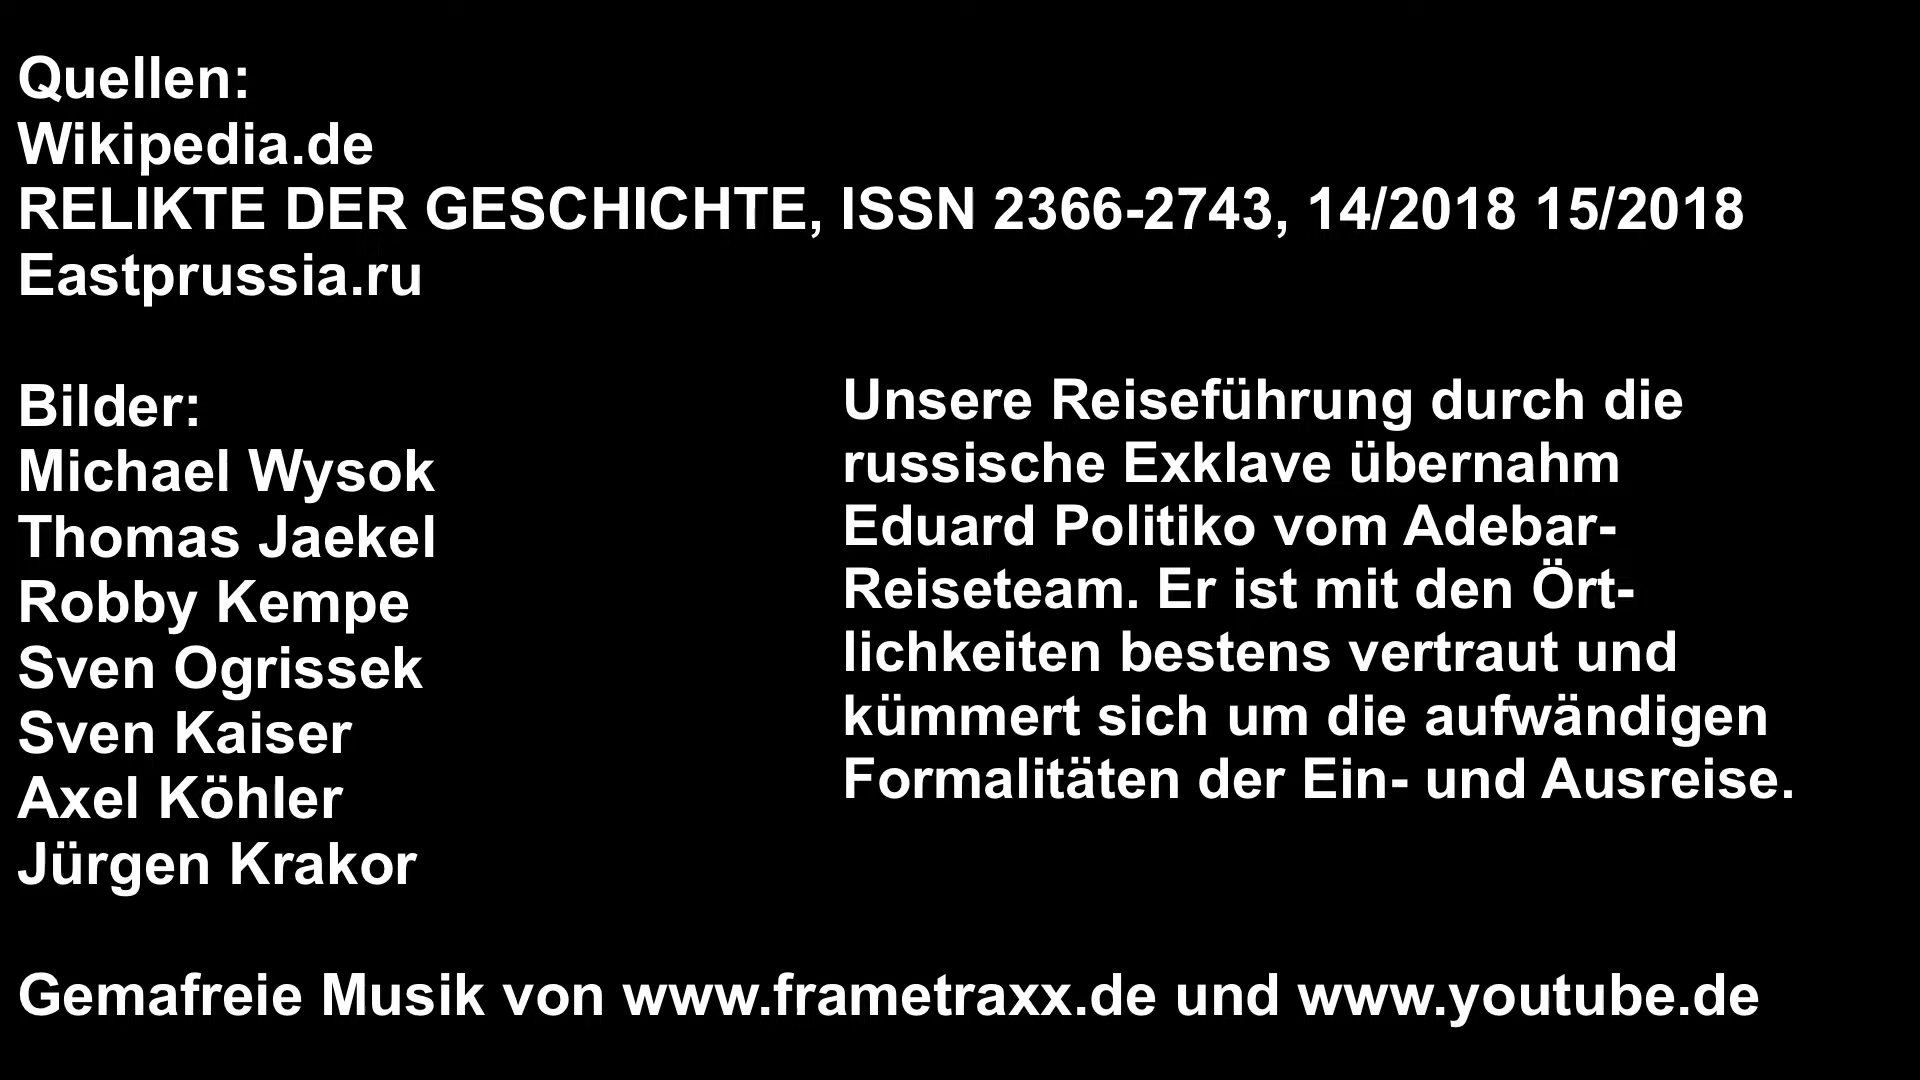 Quellen:
Wikipedia.de
RELIKTE DER GESCHICHTE, ISSN 2366-2743, 14/2018 15/2018
Eastprussia.ru
Bilder:
Michael Wysok
Thomas Jaekel
Robby Kempe
Sven Ogrissek
Sven Kaiser
Axel Köhler
Jürgen Krakor
Unsere Reiseführung durch die
russische Exklave übernahm
Eduard Politiko vom Adebar-
Reiseteam. Er ist mit den Ört-
lichkeiten bestens vertraut und
kümmert sich um die aufwändigen
Formalitäten der Ein- und Ausreise.
Gemafreie Musik von www.frametraxx.de und www.youtube.de